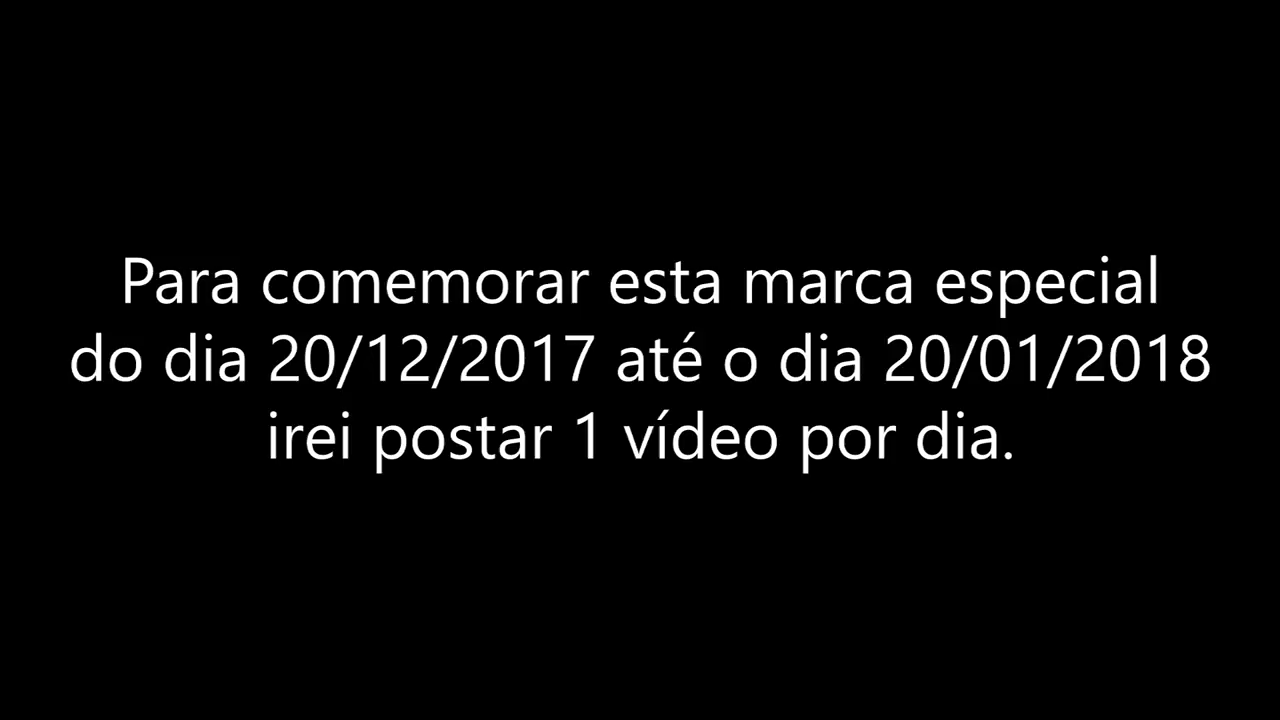 Para comemorar esta marca especial
do dia 20/12/2017 até o dia 20/01/2018
irei postar 1 vídeo por dia.